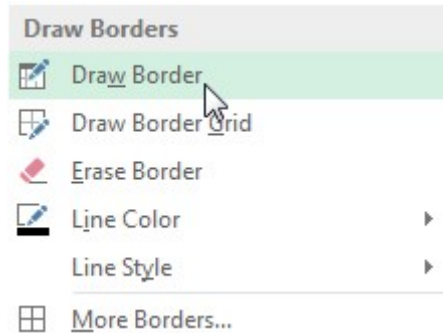 Draw Borders
Draw Border
Draw Border Grid
Erase Border
Line Color
Line Style
More Borders...